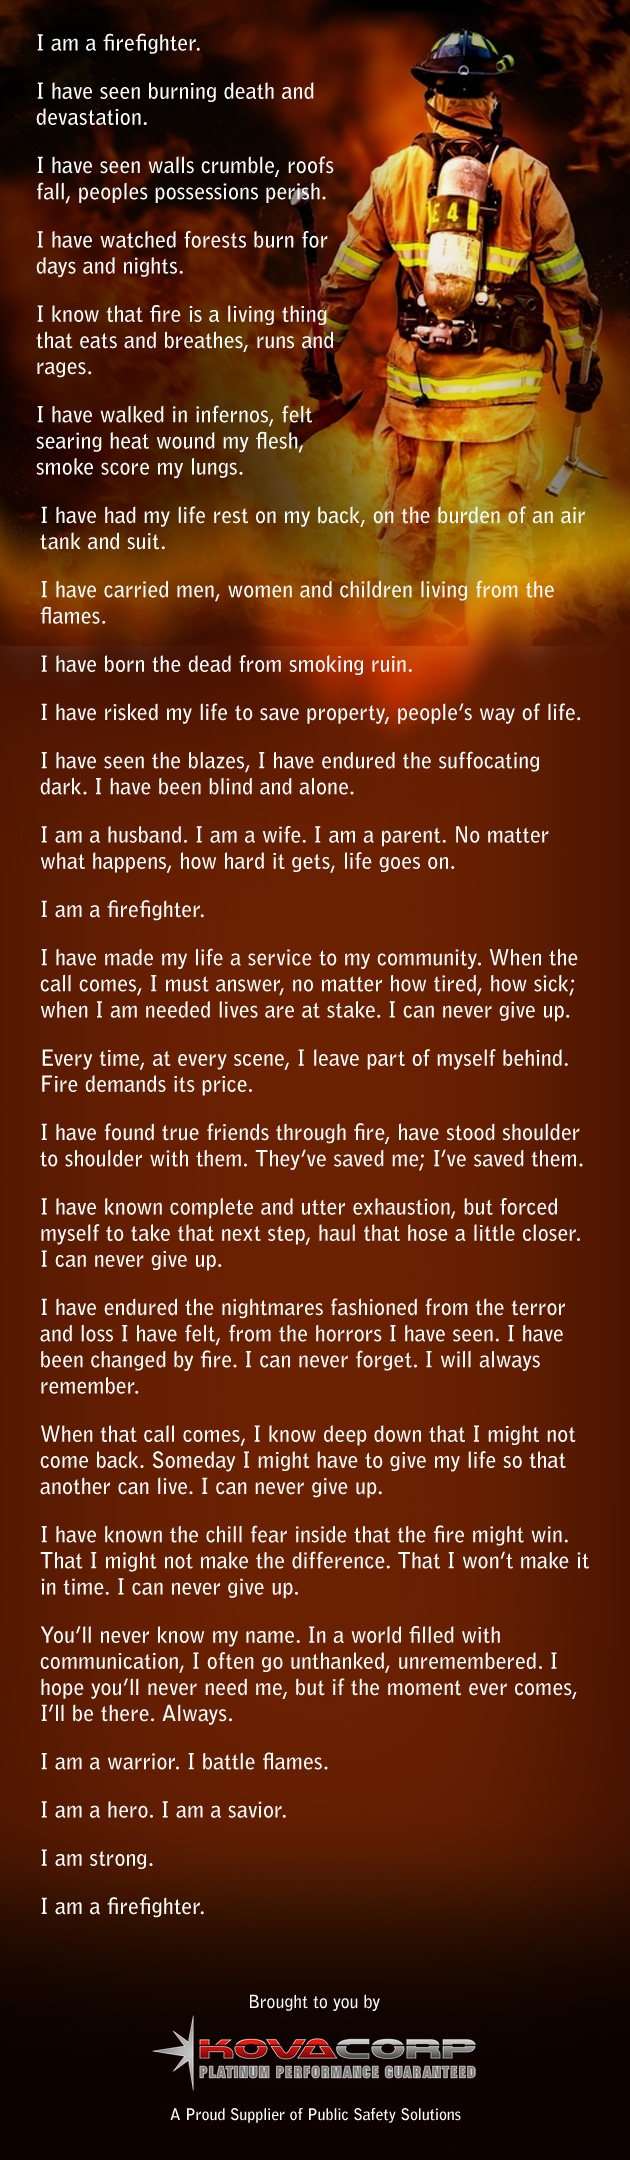 I am a firefighter.
I have seen burning death and
devastation.
I have seen walls crumble, roofs
fall, peoples possessions perish.
I have watched forests burn for
days and nights.
I know that fire is a living thing
that eats and breathes, runs and
rages.
I have walked in infernos, felt
searing heat wound my flesh,
smoke score my lungs.
I have had my life rest on my back, on the burden of an air
tank and suit.
I have carried men, women and children living from the
flames.
I have born the dead from smoking ruin.
I have risked my life to save property, people's way of life.
I have seen the blazes, I have endured the suffocating
dark. I have been blind and alone.
I am a husband. I am a wife. I am a parent. No matter
what happens, how hard it gets, life goes on.
I am a firefighter.
I have made my life a service to my community. When the
call comes, I must answer, no matter how tired, how sick;
when I am needed lives are at stake. I can never give up.
Every time, at every scene, I leave part of myself behind.
Fire demands its price.
I have found true friends through fire, have stood shoulder
to shoulder with them. They've saved me; I've saved them.
I have known complete and utter exhaustion, but forced
myself to take that next step, haul that hose a little closer.
I can never give up.
I have endured the nightmares fashioned from the terror
and loss I have felt, from the horrors I have seen. I have
been changed by fire. I can never forget. I will always
remember.
When that call comes, I know deep down that I might not
come back. Someday I might have to give my life so that
another can live. I can never give up.
I have known the chill fear inside that the fire might win.
That I might not make the difference. That I won't make it
in time. I can never give up.
You'll never know my name. In a world filled with
communication, I often go unthanked, unremembered. I
hope you'll never need me, but if the moment ever comes,
I'll be there. Always.
I am a warrior. I battle flames.
I am a hero. I am a savior.
I am strong.
I am a firefighter.
Brought to you by
KOVACORP
PLATINUM PERFORMANCE GUARANTEED
A Proud Supplier of Public Safety Solutions
E 4